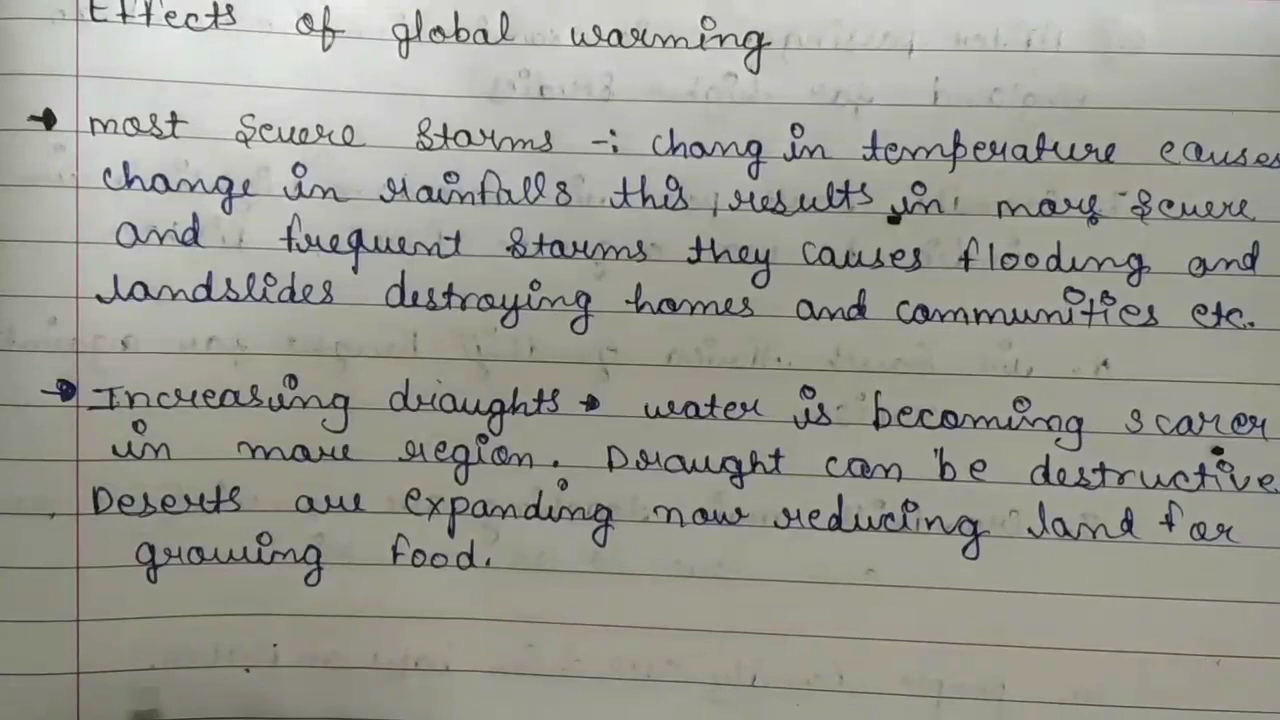 Effects of global warming
→ most severe storms -: chang in temperature causes
change in rainfalls this results in more severe
and frequent storms they causes flooding and
landslides destroying homes and communities etc.
→ Increasing draughts → water is becoming scarer
in more region. Draught can be destructive
Deserts are expanding now reducing land for
growing food.